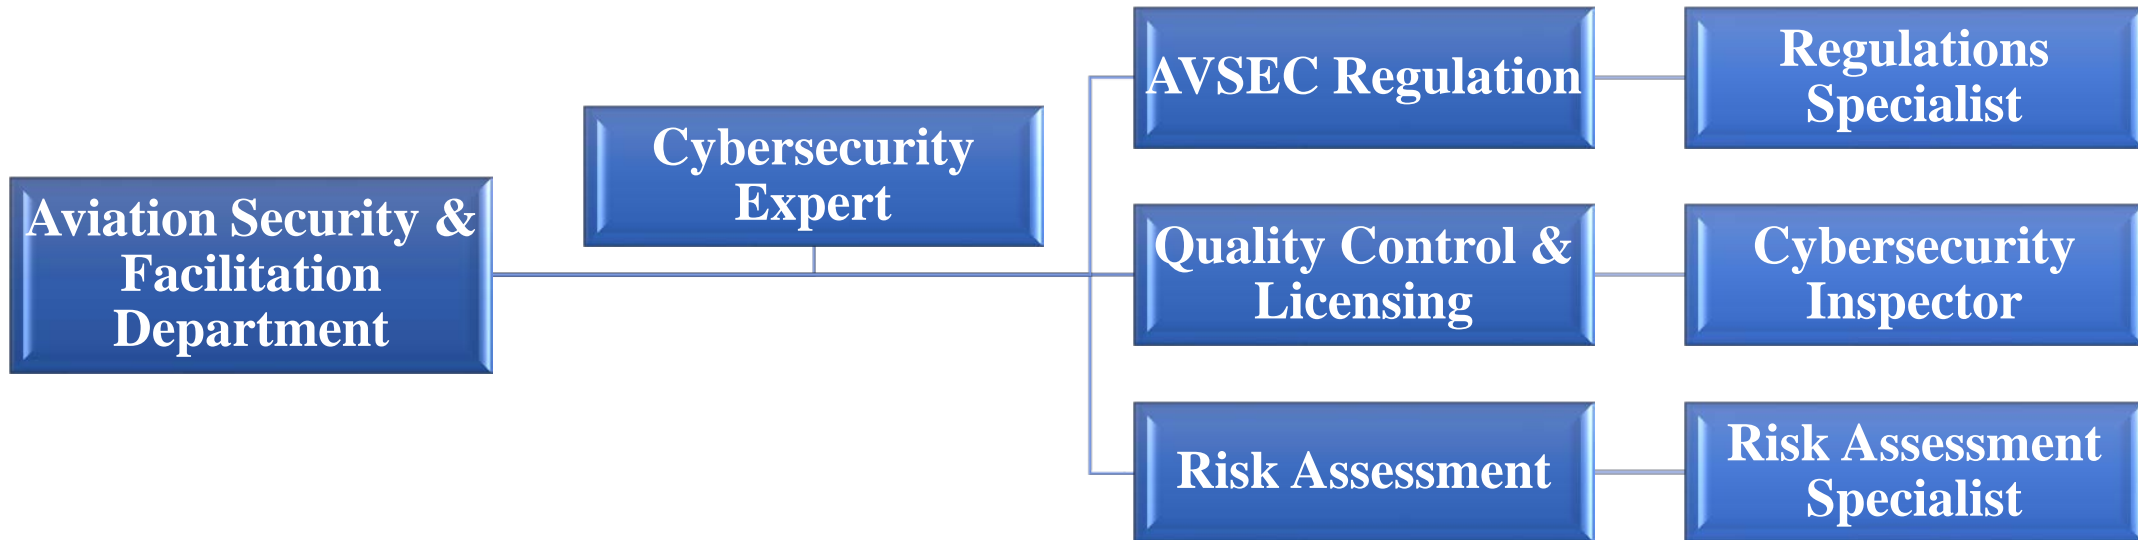 Aviation Security &
Facilitation
Department
Cybersecurity
Expert
AVSEC Regulation
Regulations
Specialist
Quality Control &
Licensing
Cybersecurity
Inspector
Risk Assessment
Risk Assessment
Specialist